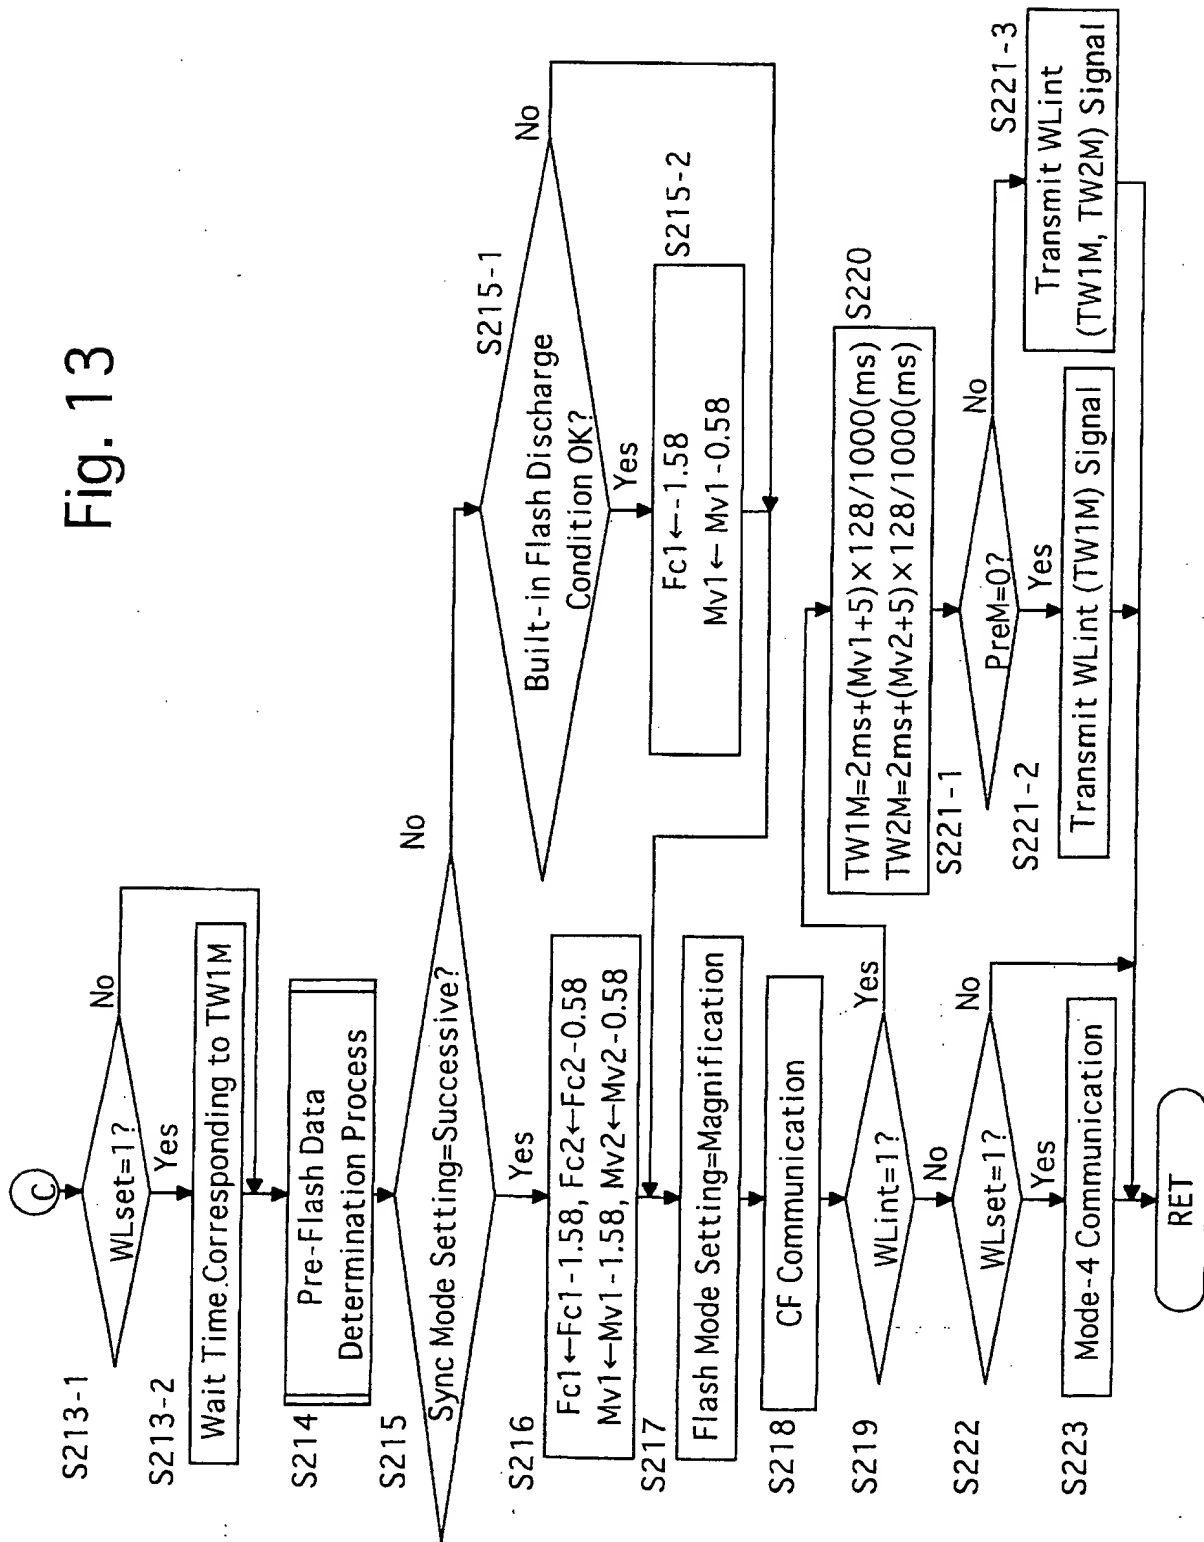 Fig. 13
C
S213-1
WLset=1?
No
Yes
S213-2
Wait Time.Corresponding to TW1M
S214
Pre-Flash Data
Determination Process
S215
Sync Mode Setting=Successive?
No
Yes
S215-1
Built-in Flash Discharge
Condition OK?
No
Yes
S215-2
Fc1←-1.58
Mv1←Mv1-0.58
S216
Fc1←Fc1-1.58, Fc2←Fc2-0.58
Mv1←Mv1-1.58, Mv2←Mv2-0.58
S217
Flash Mode Setting=Magnification
S218
CF Communication
S219
WLint=1?
Yes
No
S220
TW1M=2ms+(Mv1+5)×128/1000(ms)
TW2M=2ms+(Mv2+5)×128/1000(ms)
S221-1
PreM=0?
No
Yes
S221-2
Transmit WLint (TW1M) Signal
S221-3
Transmit WLint
(TW1M, TW2M) Signal
S222
WLset=1?
No
Yes
S223
Mode-4 Communication
RET